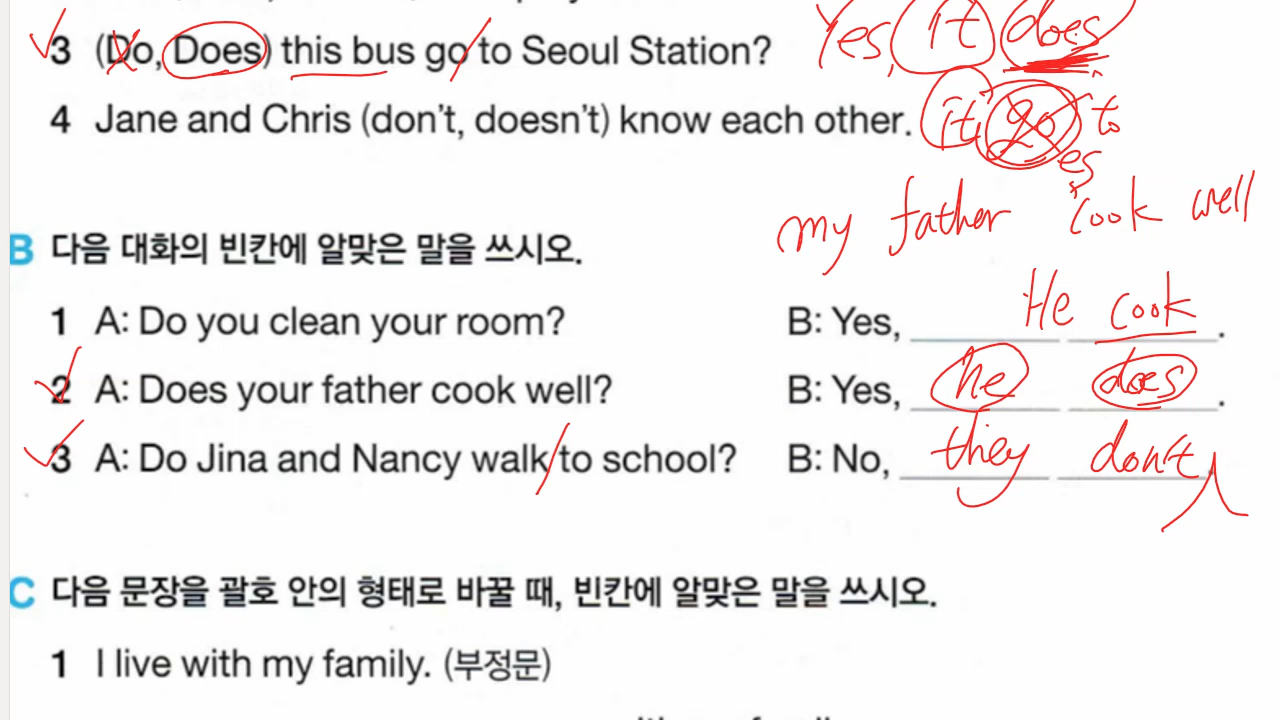 3 (Do, Does) this bus go / to Seoul Station? Yes, it does
4 Jane and Chris (don't, doesn't) know each other. it go to
es
my father cook well
B 다음 대화의 빈칸에 알맞은 말을 쓰시오.
He cook
1 A: Do you clean your room? B: Yes, ______ ______.
2 A: Does your father cook well? B: Yes, he does.
3 A: Do Jina and Nancy walk / to school? B: No, they don't.
C 다음 문장을 괄호 안의 형태로 바꿀 때, 빈칸에 알맞은 말을 쓰시오.
1 I live with my family. (부정문)